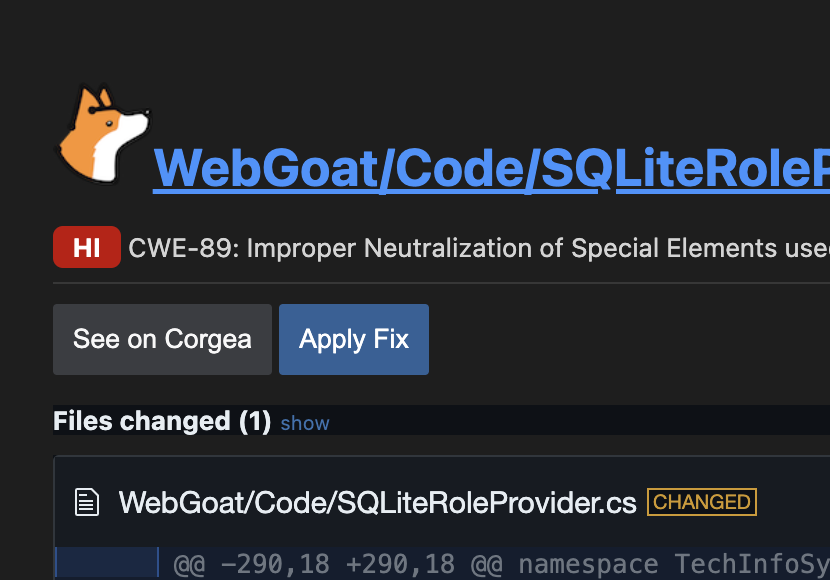 WebGoat/Code/SQLiteRoleP
HI CWE-89: Improper Neutralization of Special Elements use
See on Corgea Apply Fix
Files changed (1) show
WebGoat/Code/SQLiteRoleProvider.cs CHANGED
@@ -290,18 +290,18 @@ namespace TechInfoSy